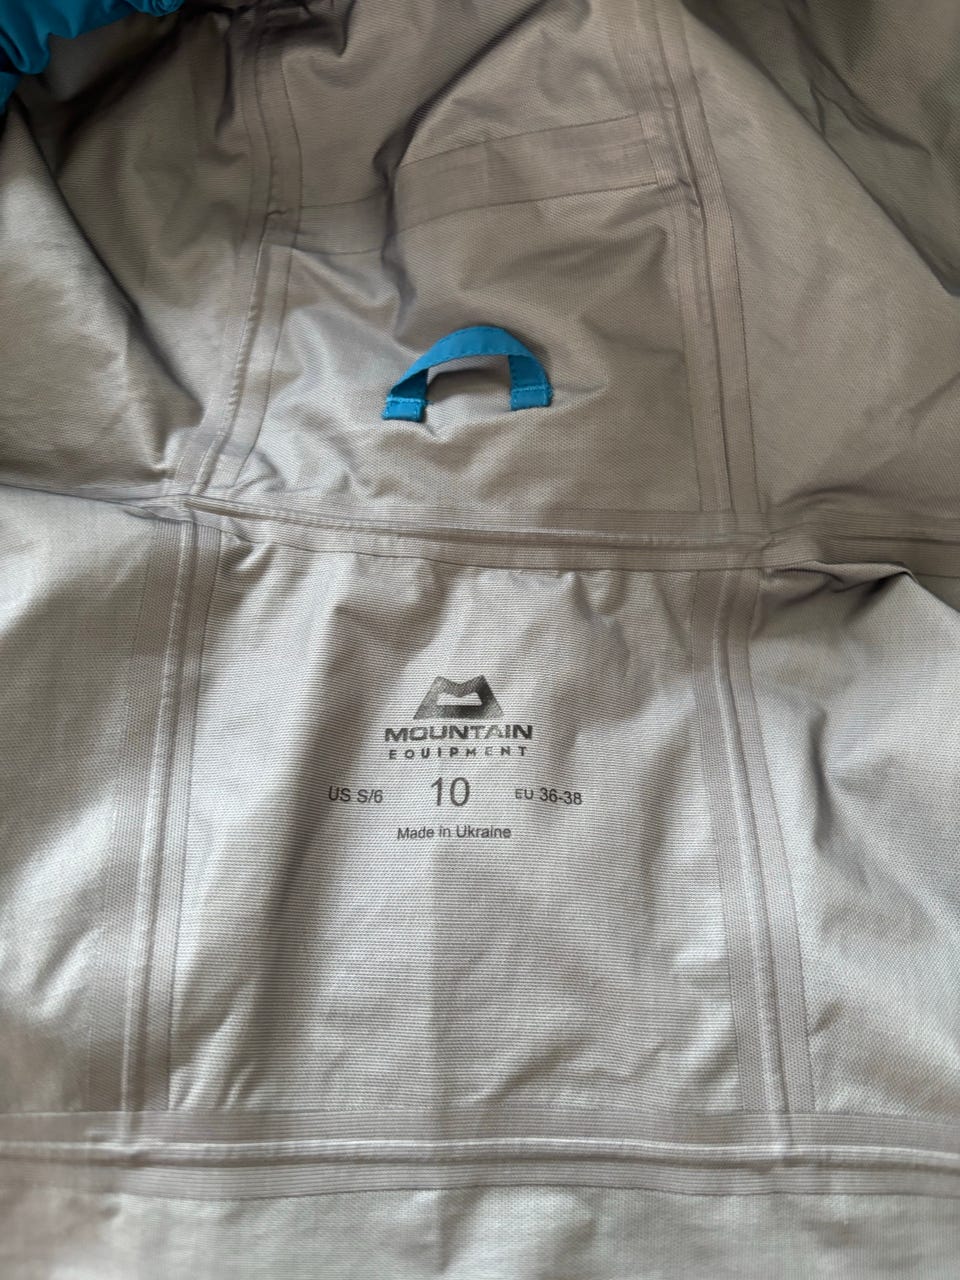 MOUNTAIN
EQUIPMENT
US S/6 10 EU 36-38
Made in Ukraine